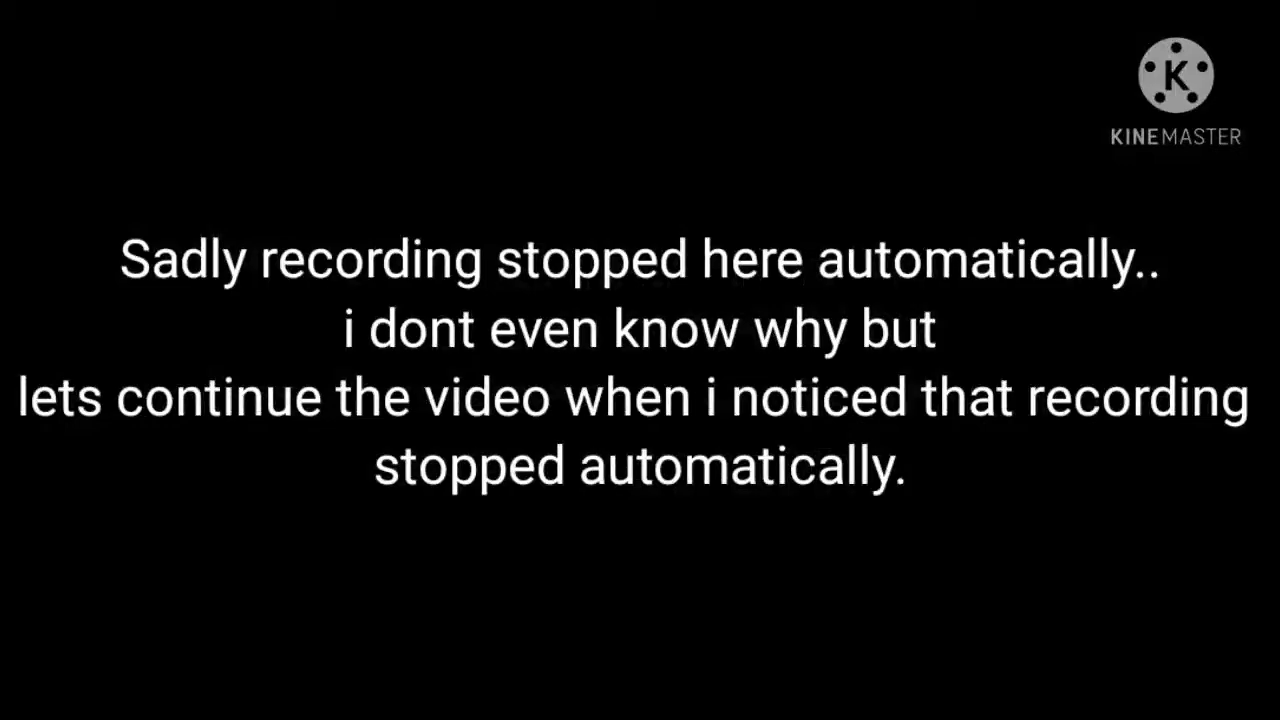 K
KINEMASTER
Sadly recording stopped here automatically..
i dont even know why but
lets continue the video when i noticed that recording
stopped automatically.